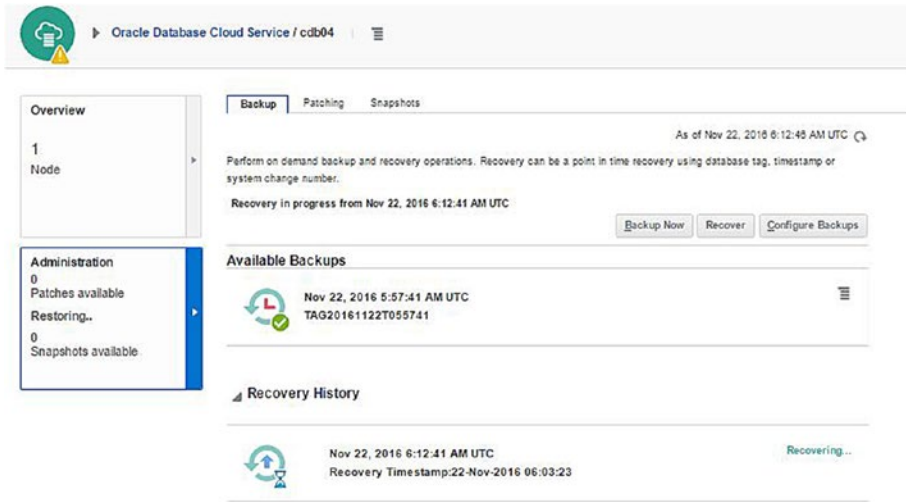 Oracle Database Cloud Service / cdb04
Overview
1
Node
Administration
0
Patches available
Restoring..
0
Snapshots available
Backup Patching Snapshots
As of Nov 22, 2016 6:12:46 AM UTC
Perform on demand backup and recovery operations. Recovery can be a point in time recovery using database tag, timestamp or
system change number.
Recovery in progress from Nov 22, 2016 6:12:41 AM UTC
Backup Now Recover Configure Backups
Available Backups
Nov 22, 2016 5:57:41 AM UTC
TAG20161122T055741
Recovery History
Nov 22, 2016 6:12:41 AM UTC Recovering...
Recovery Timestamp:22-Nov-2016 06:03:23